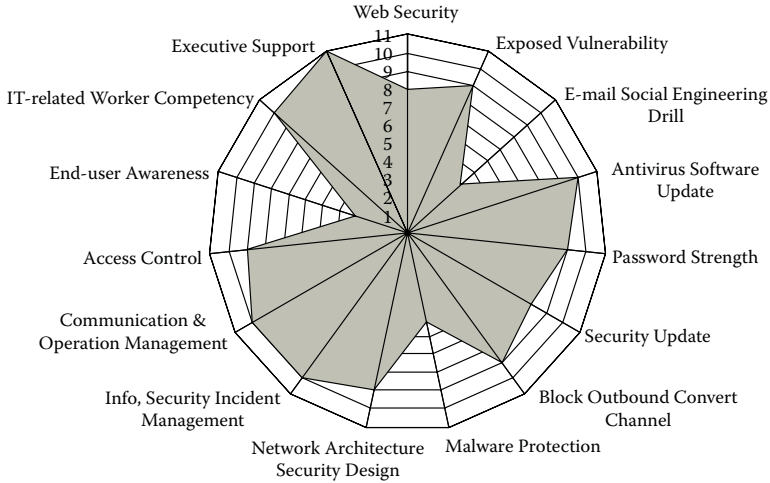 Web Security
11
10
9
8
7
6
5
4
3
2
1
Exposed Vulnerability
E-mail Social Engineering
Drill
Antivirus Software
Update
Password Strength
Security Update
Block Outbound Convert
Channel
Malware Protection
Network Architecture
Security Design
Info, Security Incident
Management
Communication &
Operation Management
Access Control
End-user Awareness
IT-related Worker Competency
Executive Support